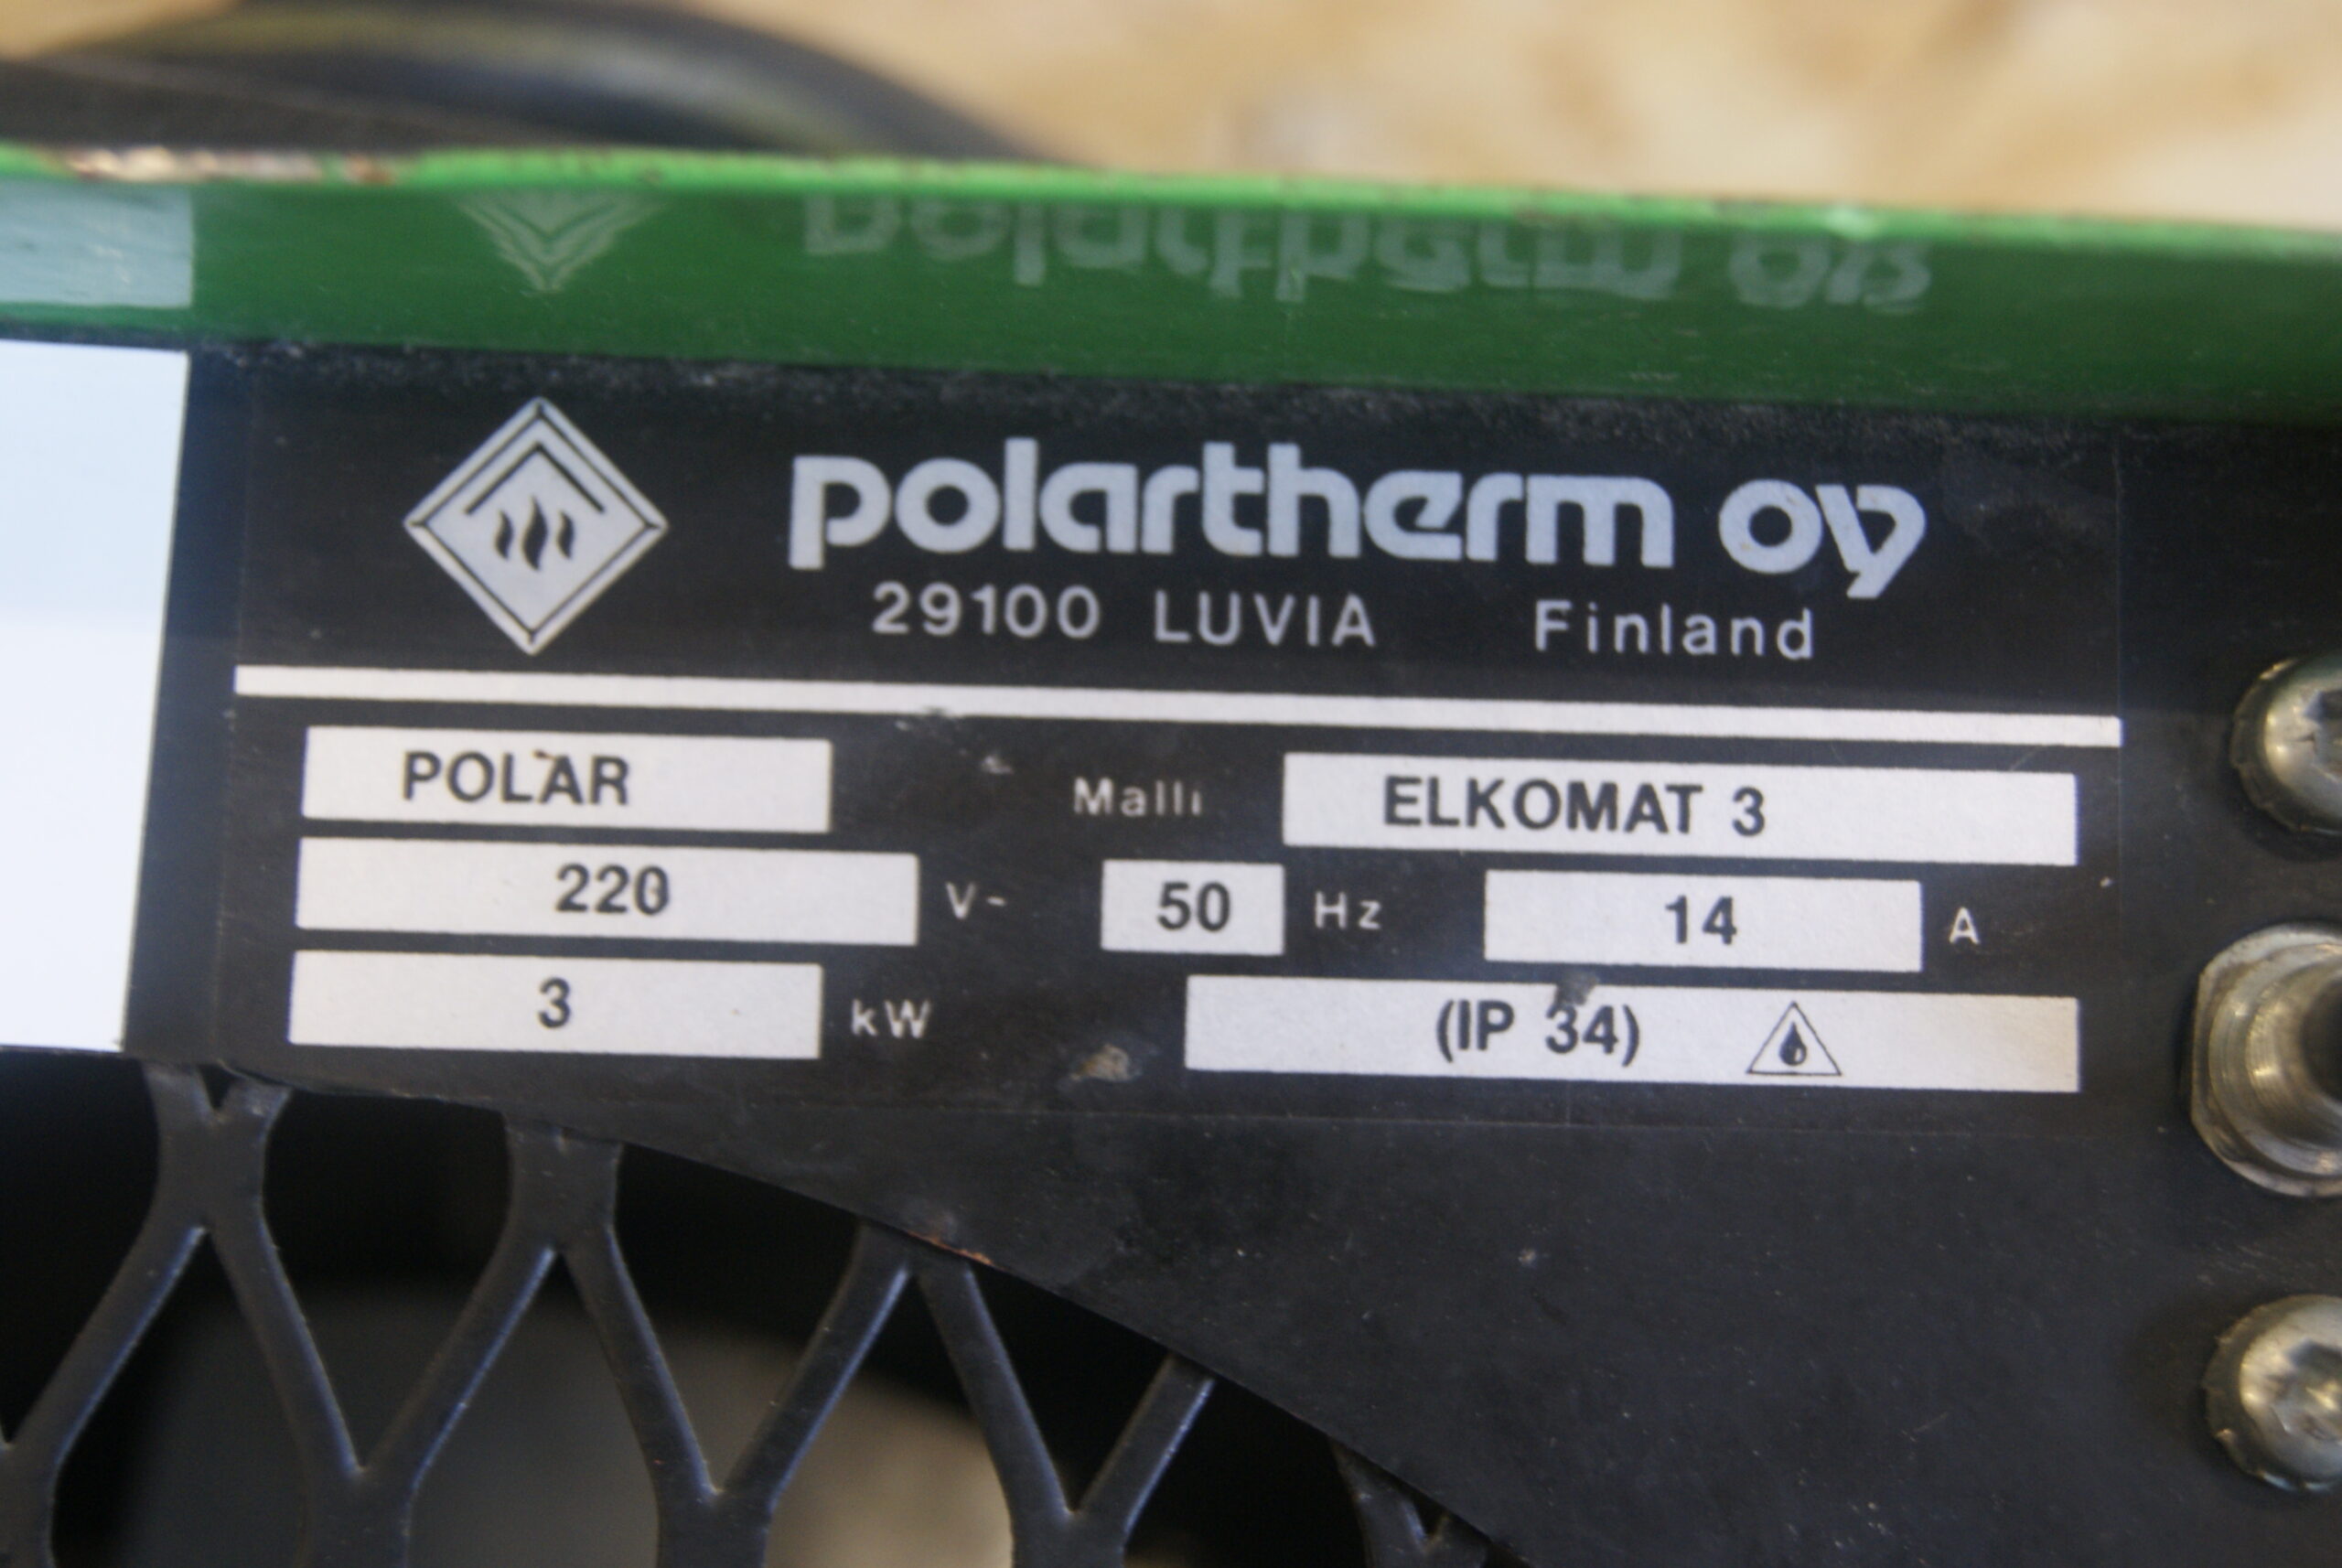 polartherm oy
29100 LUVIA Finland
POLAR Malli ELKOMAT 3
220 V~ 50 Hz 14 A
3 kW (IP 34)